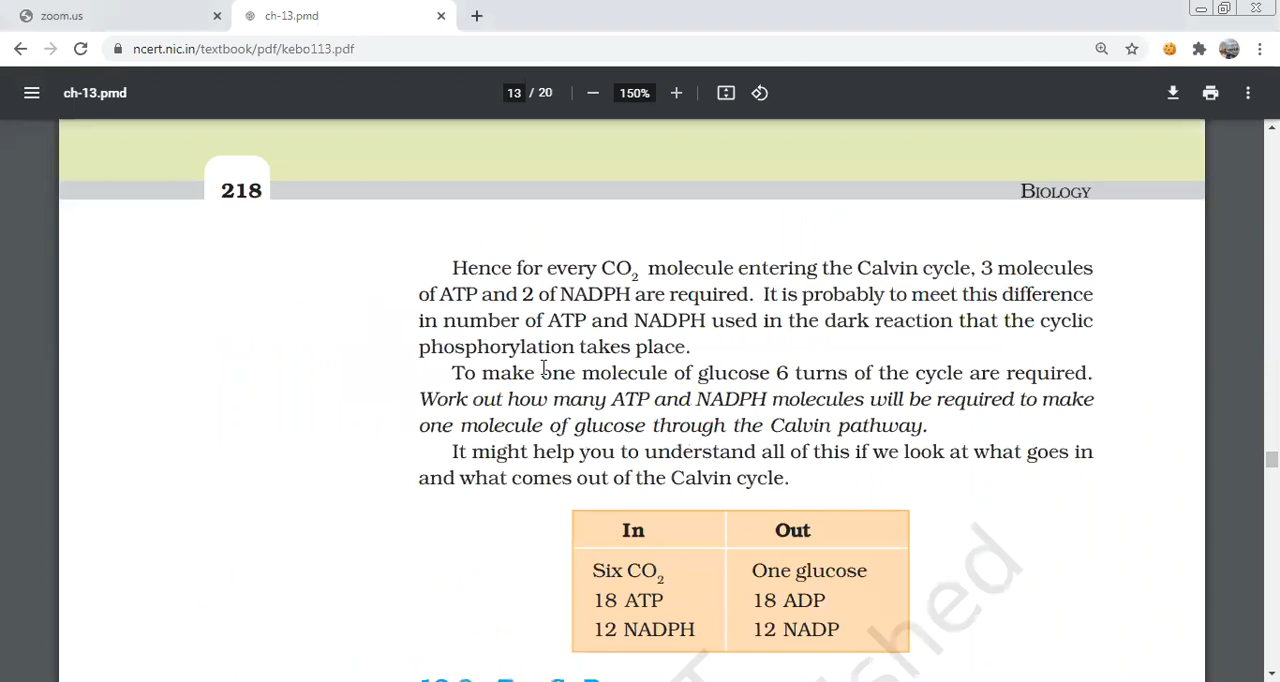 zoom.us
ch-13.pmd
ncert.nic.in/textbook/pdf/kebo113.pdf
ch-13.pmd
13 / 20
150%
218
BIOLOGY
Hence for every CO₂ molecule entering the Calvin cycle, 3 molecules
of ATP and 2 of NADPH are required. It is probably to meet this difference
in number of ATP and NADPH used in the dark reaction that the cyclic
phosphorylation takes place.
To make one molecule of glucose 6 turns of the cycle are required.
Work out how many ATP and NADPH molecules will be required to make
one molecule of glucose through the Calvin pathway.
It might help you to understand all of this if we look at what goes in
and what comes out of the Calvin cycle.
In Out
Six CO₂ One glucose
18 ATP 18 ADP
12 NADPH 12 NADP